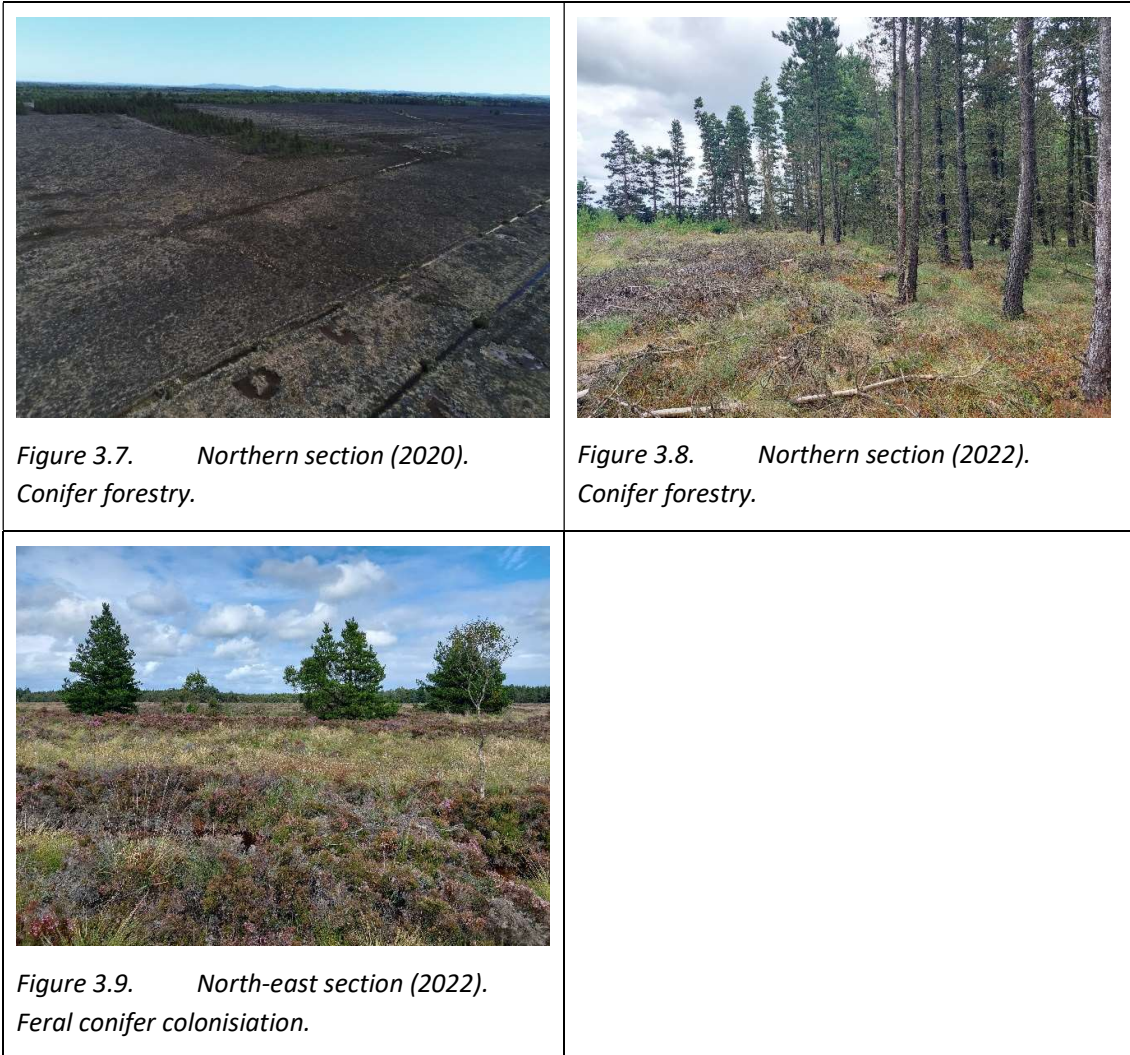 Figure 3.7. Northern section (2020).
Conifer forestry.
Figure 3.8. Northern section (2022).
Conifer forestry.
Figure 3.9. North-east section (2022).
Feral conifer colonisiation.